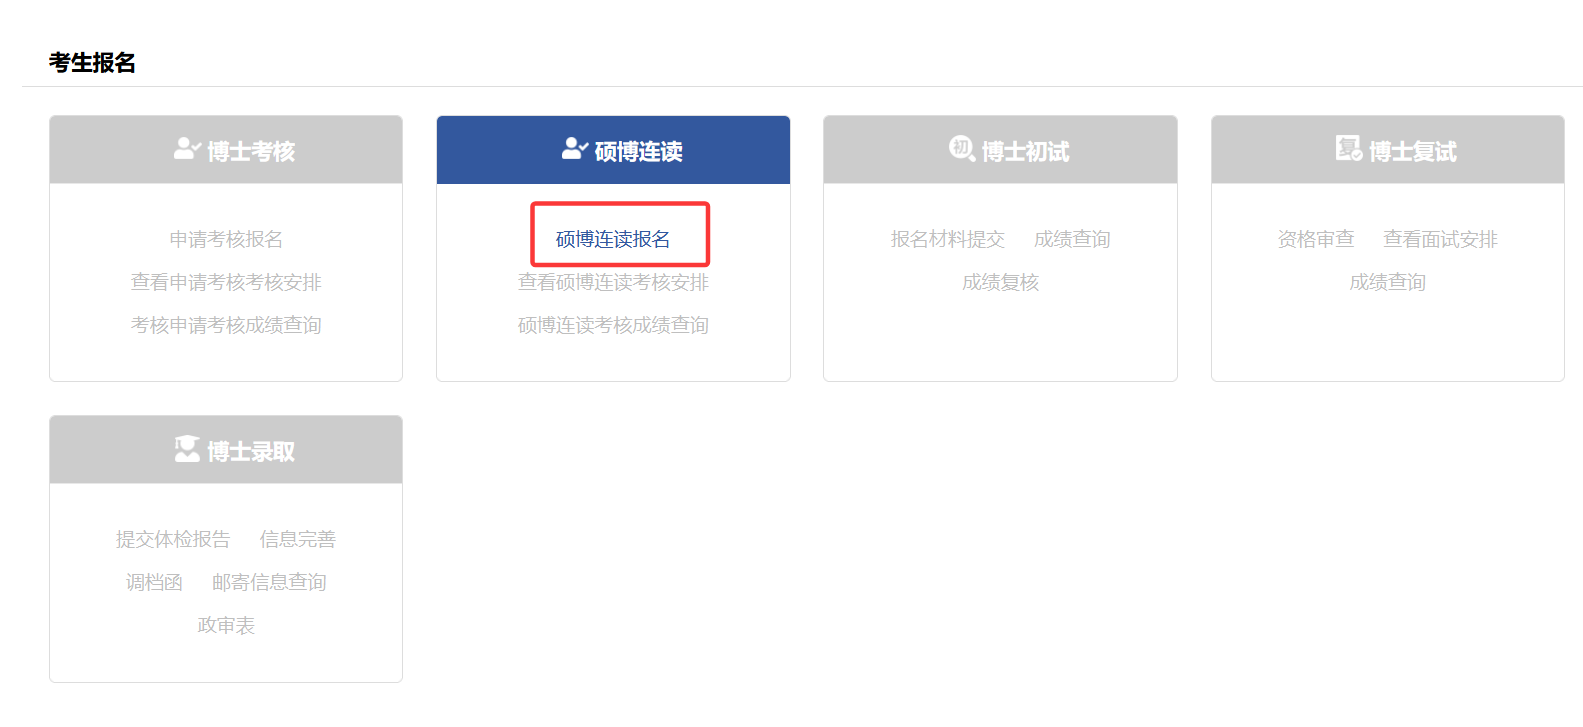 考生报名
博士考核
申请考核报名
查看申请考核考核安排
考核申请考核成绩查询
硕博连读
硕博连读报名
查看硕博连读考核安排
硕博连读考核成绩查询
初 博士初试
报名材料提交 成绩查询
成绩复核
复 博士复试
资格审查 查看面试安排
成绩查询
博士录取
提交体检报告 信息完善
调档函 邮寄信息查询
政审表